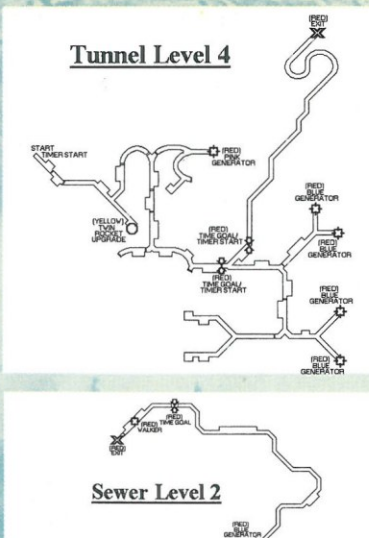 (RED)
EXIT
Tunnel Level 4
START
TIMER START
(RED)
PINK
GENERATOR
(YELLOW)
TWIN
ROCKET
UPGRADE
(RED)
TIME GOAL/
TIMER START
(RED)
BLUE
GENERATOR
(RED)
BLUE
GENERATOR
(RED)
TIME GOAL/
TIMER START
(RED)
BLUE
GENERATOR
(RED)
BLUE
GENERATOR
(RED)
TIME GOAL
(RED)
WALKER
(RED)
EXIT
Sewer Level 2
(RED)
BLUE
GENERATOR